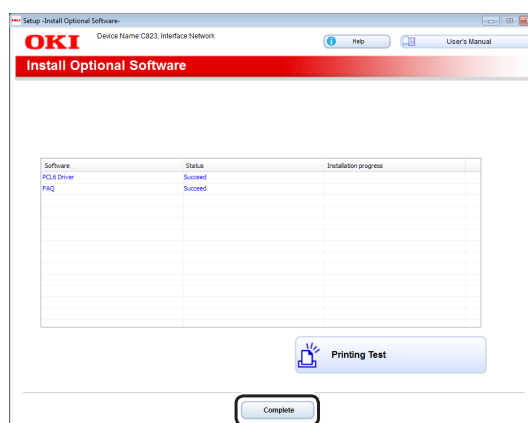 OKI Setup -Install Optional Software-
OKI Device Name:C823, Interface:Network Help User's Manual
Install Optional Software
Software Status Installation progress
PCL6 Driver Succeed
FAQ Succeed
Printing Test
Complete